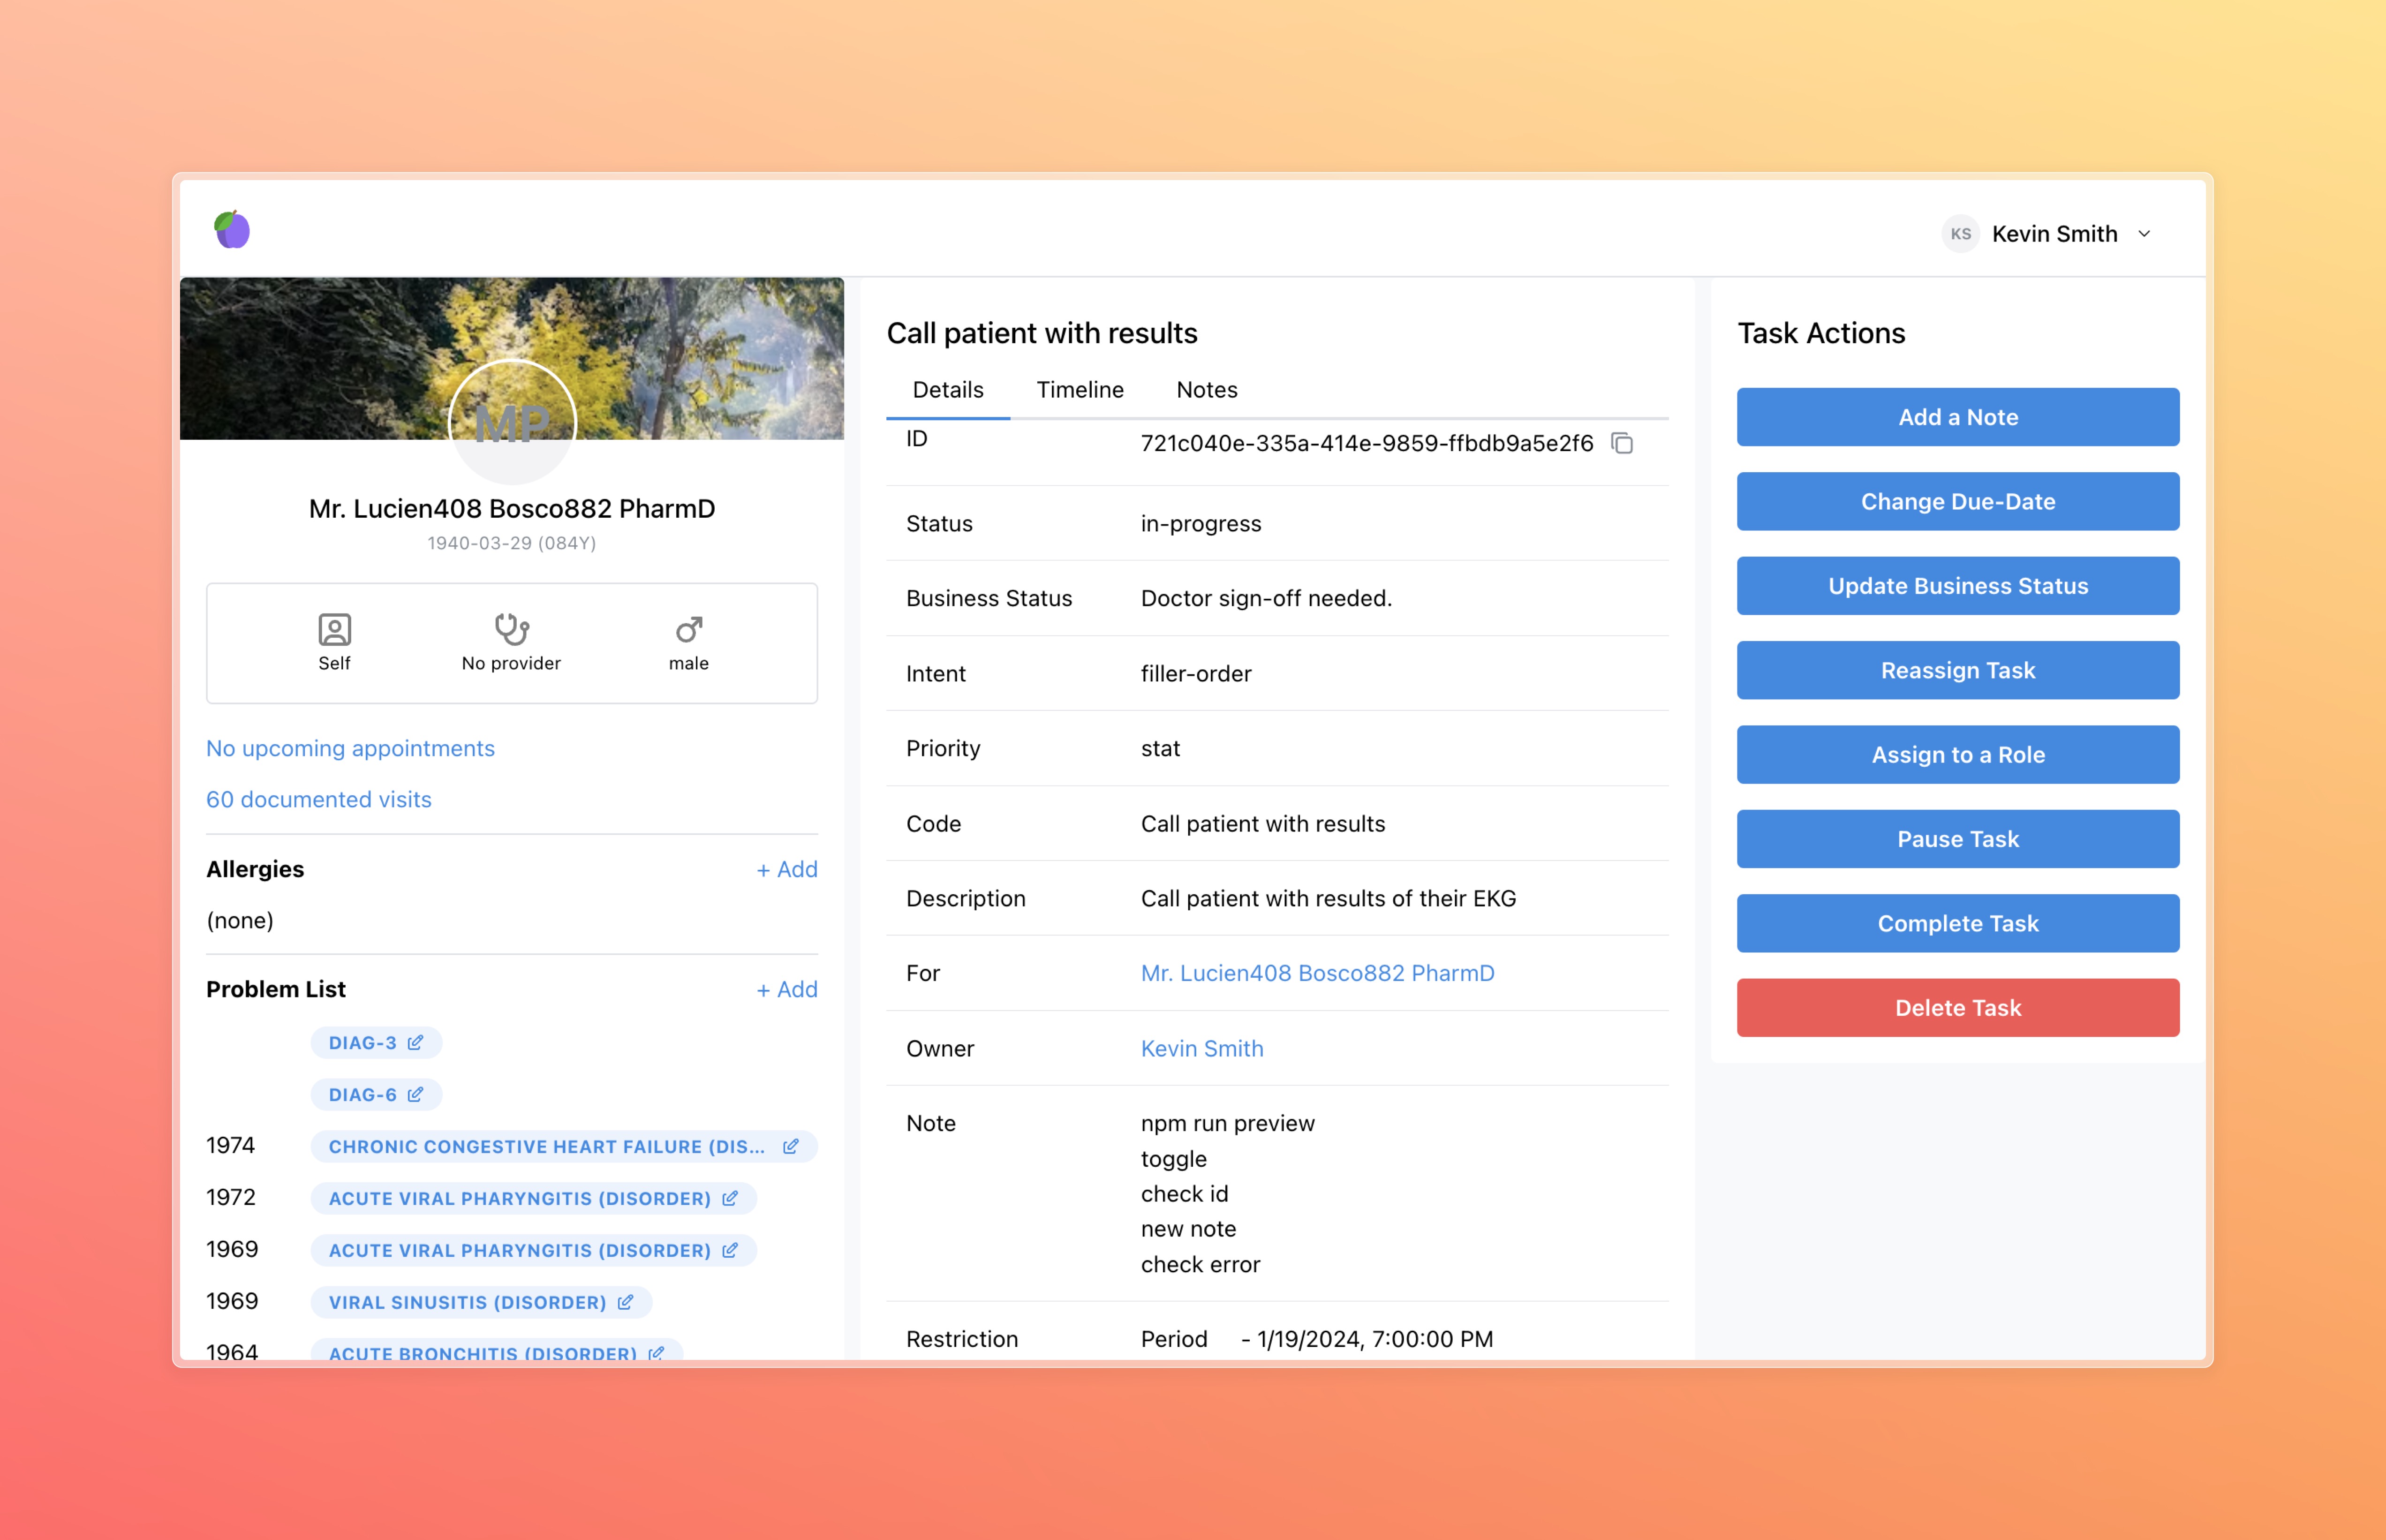 KS Kevin Smith
MP
Mr. Lucien408 Bosco882 PharmD
1940-03-29 (084Y)
Self
No provider
male
No upcoming appointments
60 documented visits
Allergies
+ Add
(none)
Problem List
+ Add
DIAG-3
DIAG-6
1974 CHRONIC CONGESTIVE HEART FAILURE (DIS...
1972 ACUTE VIRAL PHARYNGITIS (DISORDER)
1969 ACUTE VIRAL PHARYNGITIS (DISORDER)
1969 VIRAL SINUSITIS (DISORDER)
1964 ACUTE BRONCHITIS (DISORDER)
Call patient with results
Details Timeline Notes
ID 721c040e-335a-414e-9859-ffbdb9a5e2f6
Status in-progress
Business Status Doctor sign-off needed.
Intent filler-order
Priority stat
Code Call patient with results
Description Call patient with results of their EKG
For Mr. Lucien408 Bosco882 PharmD
Owner Kevin Smith
Note npm run preview
toggle
check id
new note
check error
Restriction Period - 1/19/2024, 7:00:00 PM
Task Actions
Add a Note
Change Due-Date
Update Business Status
Reassign Task
Assign to a Role
Pause Task
Complete Task
Delete Task